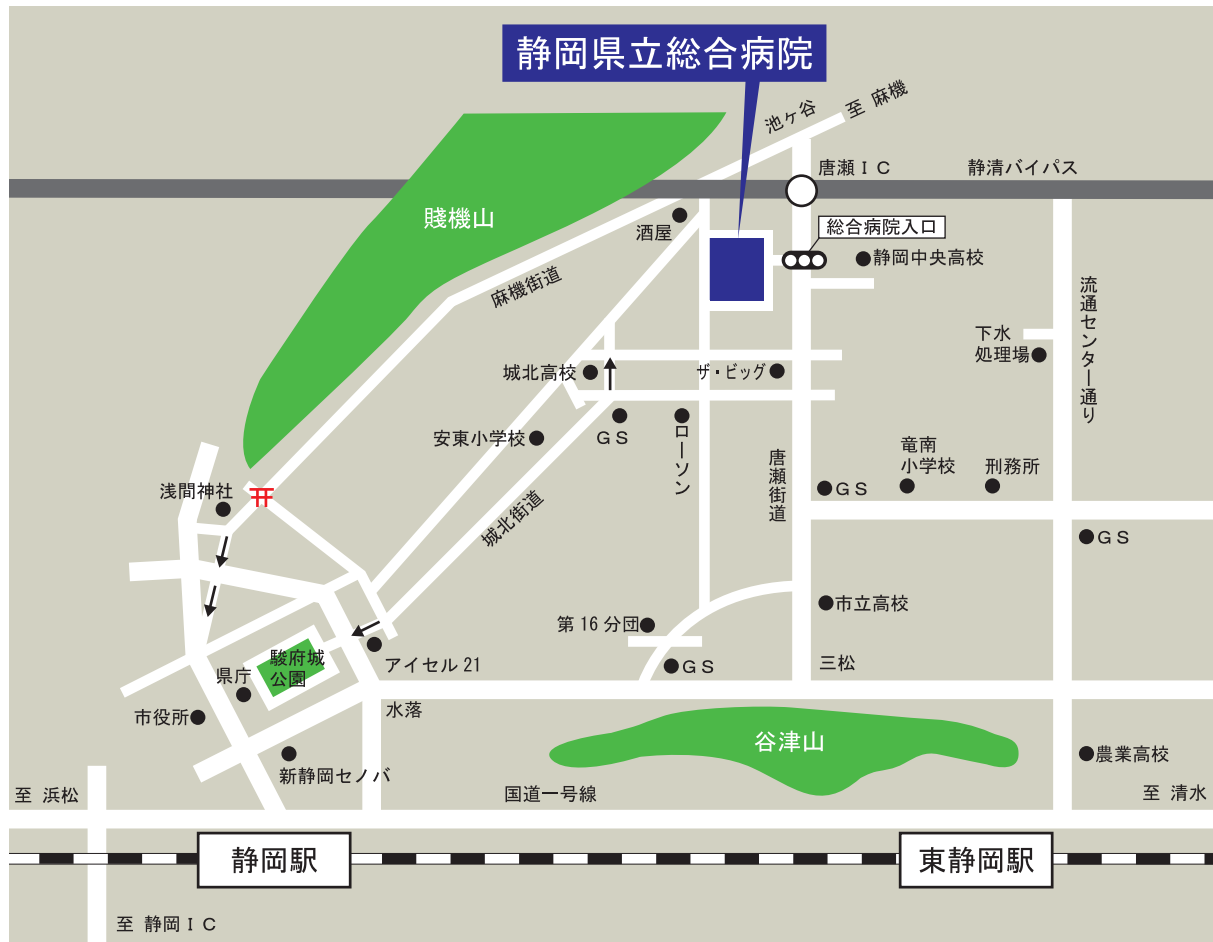 静岡県立総合病院
池ヶ谷
至 麻機
唐瀬ＩＣ
静清バイパス
賤機山
酒屋
総合病院入口
静岡中央高校
麻機街道
流通センター通り
下水
処理場
城北高校
ザ・ビッグ
安東小学校
ＧＳ
ローソン
唐瀬街道
竜南
小学校
刑務所
ＧＳ
浅間神社
城北街道
ＧＳ
第16分団
市立高校
駿府城
公園
アイセル21
ＧＳ
三松
県庁
市役所
水落
谷津山
新静岡セノバ
農業高校
至 浜松
国道一号線
至 清水
静岡駅
東静岡駅
至 静岡ＩＣ